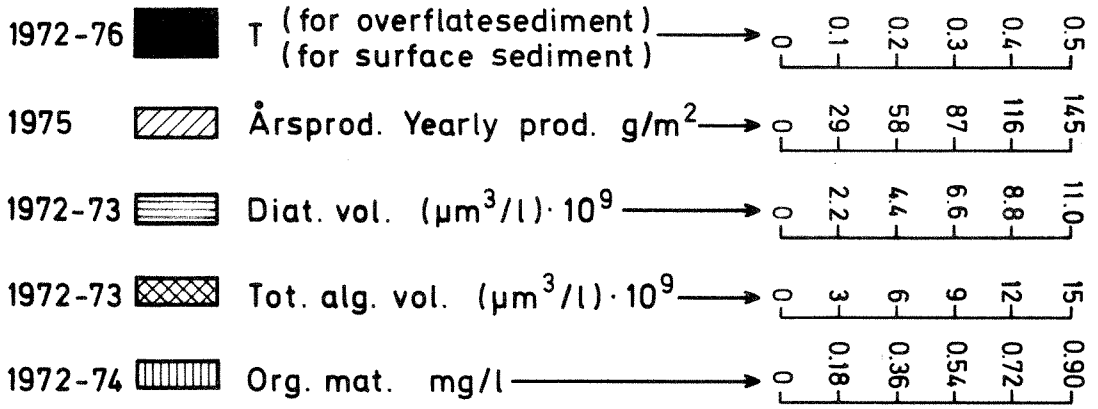 1972-76 T (for overflatesediment) 0 0.1 0.2 0.3 0.4 0.5
(for surface sediment)
1975 Årsprod. Yearly prod. g/m² 0 29 58 87 116 145
1972-73 Diat. vol. (µm³/l)·10⁹ 0 2.2 4.4 6.6 8.8 11.0
1972-73 Tot. alg. vol. (µm³/l)·10⁹ 0 3 6 9 12 15
1972-74 Org. mat. mg/l 0 0.18 0.36 0.54 0.72 0.90